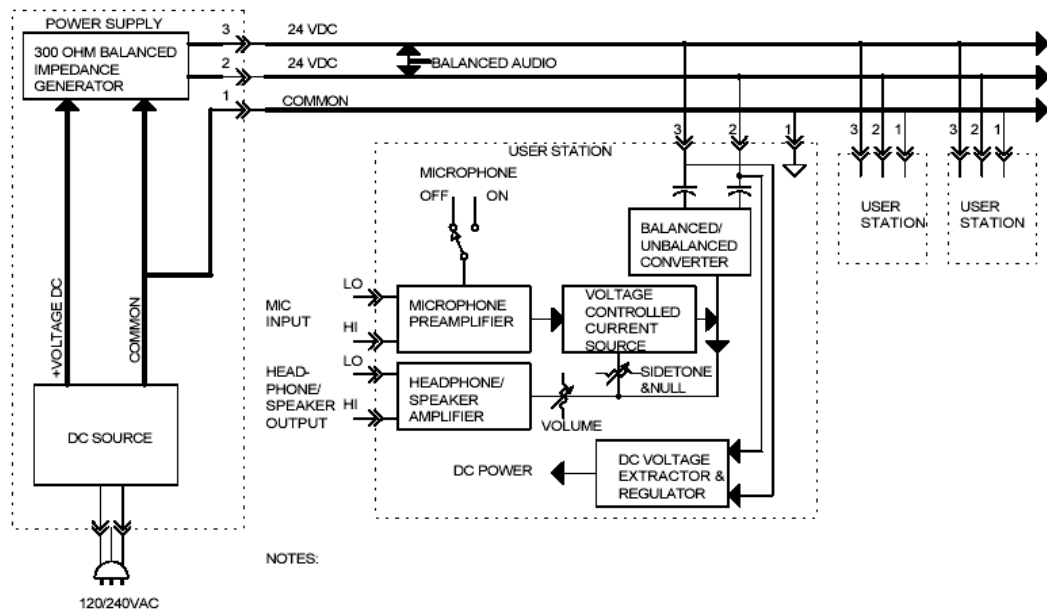 POWER SUPPLY
300 OHM BALANCED
IMPEDANCE
GENERATOR
3
24 VDC
2
24 VDC
BALANCED AUDIO
1
COMMON
+VOLTAGE DC
COMMON
DC SOURCE
120/240VAC
3
2
1
USER STATION
MICROPHONE
OFF
ON
BALANCED/
UNBALANCED
CONVERTER
MIC
INPUT
LO
HI
MICROPHONE
PREAMPLIFIER
VOLTAGE
CONTROLLED
CURRENT
SOURCE
HEAD-
PHONE/
SPEAKER
OUTPUT
LO
HI
HEADPHONE/
SPEAKER
AMPLIFIER
VOLUME
SIDETONE
&NULL
DC POWER
DC VOLTAGE
EXTRACTOR &
REGULATOR
3
2
1
USER
STATION
3
2
1
USER
STATION
NOTES: